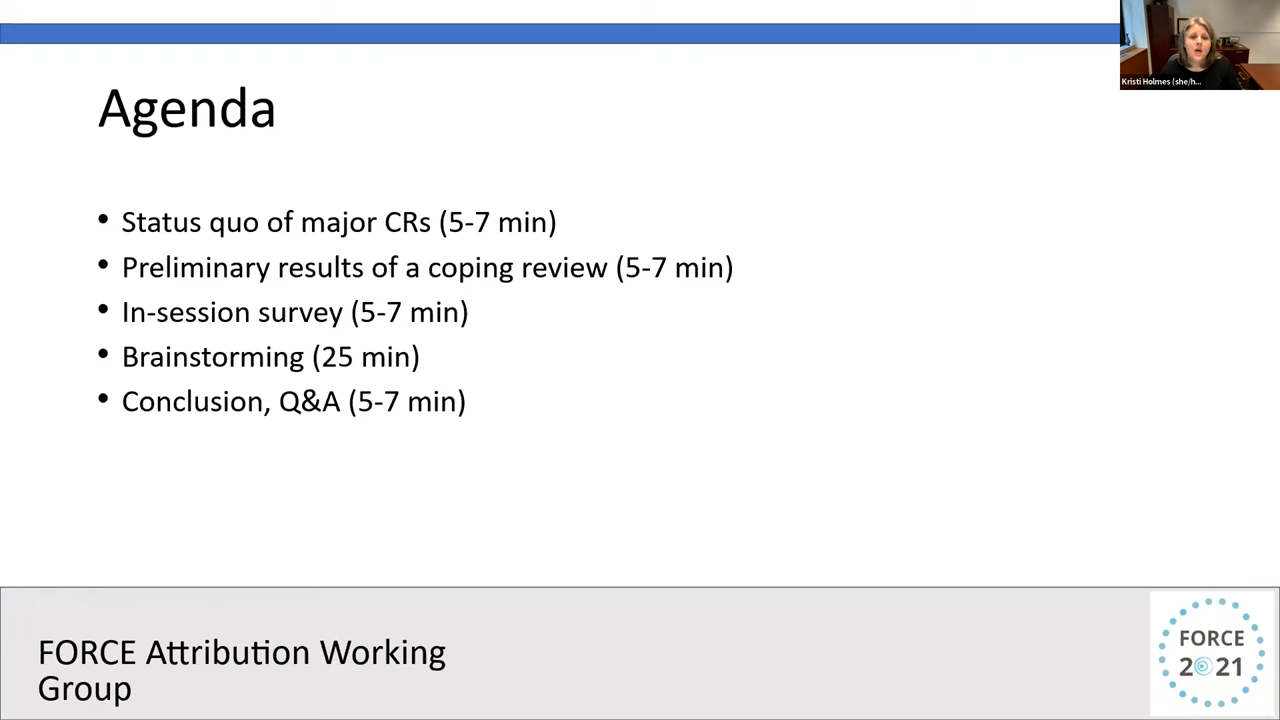 Kristi Holmes (she/h...
Agenda
• Status quo of major CRs (5-7 min)
• Preliminary results of a coping review (5-7 min)
• In-session survey (5-7 min)
• Brainstorming (25 min)
• Conclusion, Q&A (5-7 min)
FORCE Attribution Working
Group
FORCE
2021